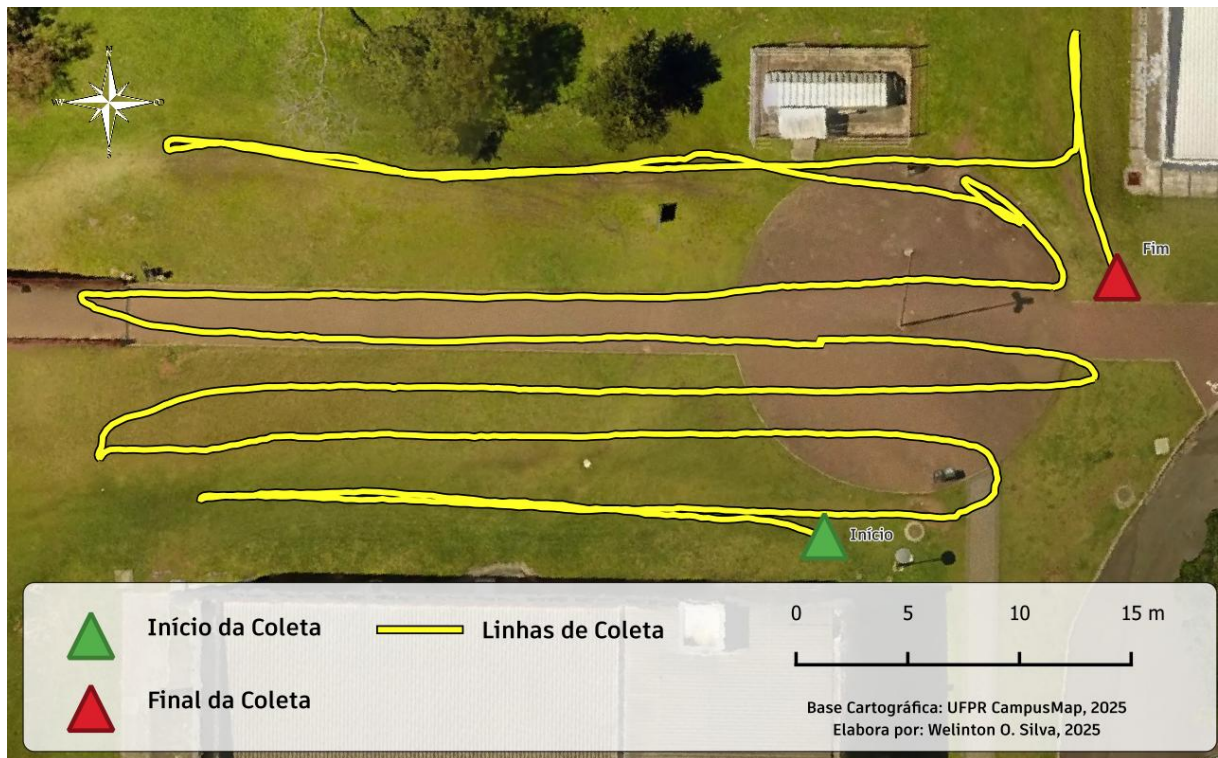 N
W
O
S
Fim
Início
Início da Coleta
Linhas de Coleta
Final da Coleta
0 5 10 15 m
Base Cartográfica: UFPR CampusMap, 2025
Elabora por: Welinton O. Silva, 2025